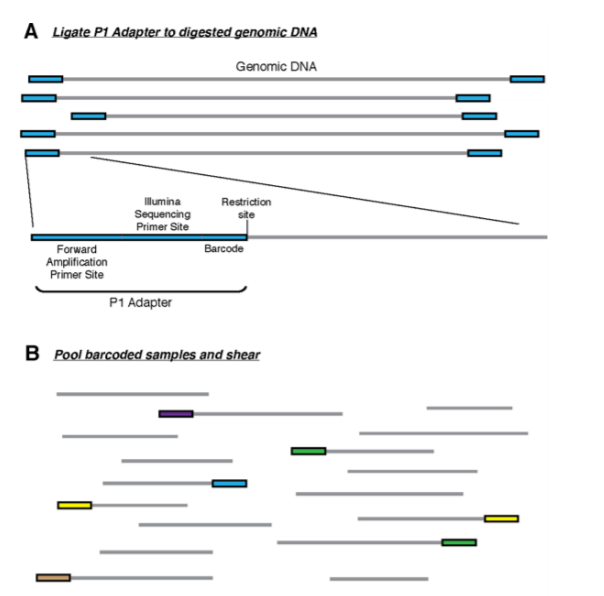 A Ligate P1 Adapter to digested genomic DNA
Genomic DNA
Illumina
Sequencing
Primer Site
Restriction
site
Forward
Amplification
Primer Site
Barcode
P1 Adapter
B Pool barcoded samples and shear